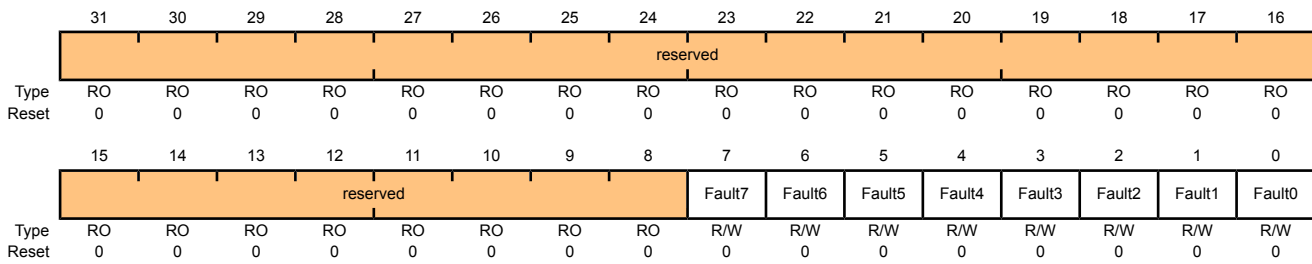 31 30 29 28 27 26 25 24 23 22 21 20 19 18 17 16
reserved
Type RO RO RO RO RO RO RO RO RO RO RO RO RO RO RO RO
Reset 0 0 0 0 0 0 0 0 0 0 0 0 0 0 0 0
15 14 13 12 11 10 9 8 7 6 5 4 3 2 1 0
reserved Fault7 Fault6 Fault5 Fault4 Fault3 Fault2 Fault1 Fault0
Type RO RO RO RO RO RO RO RO R/W R/W R/W R/W R/W R/W R/W R/W
Reset 0 0 0 0 0 0 0 0 0 0 0 0 0 0 0 0